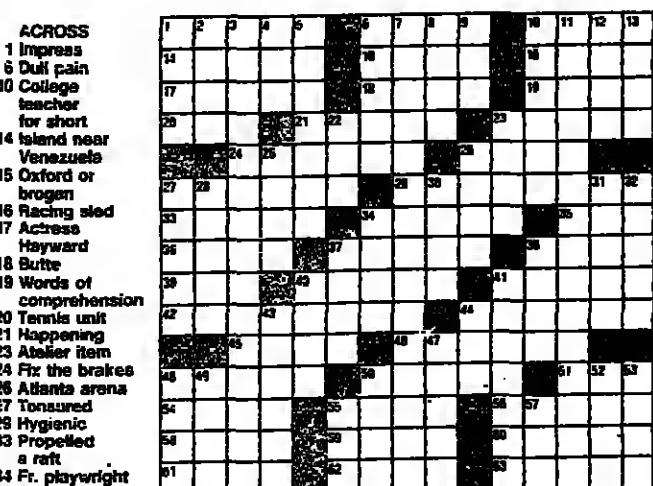 ACROSS
1 Impress
6 Dull pain
10 College
teacher
for short
14 Island near
Venezuela
15 Oxford or
brogan
16 Racing sled
17 Actress
Hayward
18 Butte
19 Words of
comprehension
20 Tennis unit
21 Happening
23 Atelier item
24 Fix the brakes
26 Atlanta arena
27 Tonsured
29 Hygienic
33 Propelled
a raft
34 Fr. playwright
1 2 3 4 5 6 7 8 9 10 11 12 13
14 15 16
17 18 19
20 21 22 23
24 25 26
27 28 29 30 31 32
33 34 35
36 37 38
39 40 41
42 43 44
45 46 47
48 49 50 51 52 53
54 55 56 57
58 59 60
61 62 63